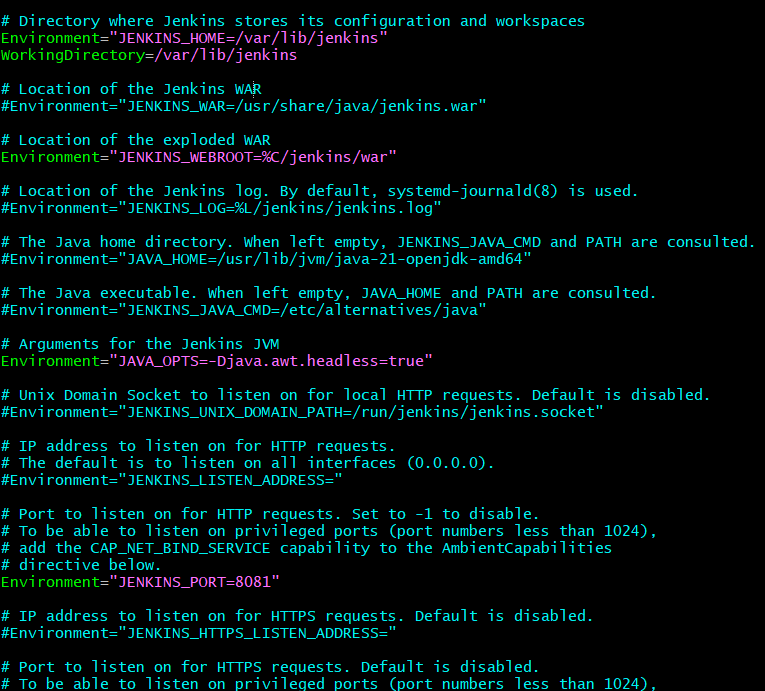 # Directory where Jenkins stores its configuration and workspaces
Environment="JENKINS_HOME=/var/lib/jenkins"
WorkingDirectory=/var/lib/jenkins
# Location of the Jenkins WAR
#Environment="JENKINS_WAR=/usr/share/java/jenkins.war"
# Location of the exploded WAR
Environment="JENKINS_WEBROOT=%C/jenkins/war"
# Location of the Jenkins log. By default, systemd-journald(8) is used.
#Environment="JENKINS_LOG=%L/jenkins/jenkins.log"
# The Java home directory. When left empty, JENKINS_JAVA_CMD and PATH are consulted.
#Environment="JAVA_HOME=/usr/lib/jvm/java-21-openjdk-amd64"
# The Java executable. When left empty, JAVA_HOME and PATH are consulted.
#Environment="JENKINS_JAVA_CMD=/etc/alternatives/java"
# Arguments for the Jenkins JVM
Environment="JAVA_OPTS=-Djava.awt.headless=true"
# Unix Domain Socket to listen on for local HTTP requests. Default is disabled.
#Environment="JENKINS_UNIX_DOMAIN_PATH=/run/jenkins/jenkins.socket"
# IP address to listen on for HTTP requests.
# The default is to listen on all interfaces (0.0.0.0).
#Environment="JENKINS_LISTEN_ADDRESS="
# Port to listen on for HTTP requests. Set to -1 to disable.
# To be able to listen on privileged ports (port numbers less than 1024),
# add the CAP_NET_BIND_SERVICE capability to the AmbientCapabilities
# directive below.
Environment="JENKINS_PORT=8081"
# IP address to listen on for HTTPS requests. Default is disabled.
#Environment="JENKINS_HTTPS_LISTEN_ADDRESS="
# Port to listen on for HTTPS requests. Default is disabled.
# To be able to listen on privileged ports (port numbers less than 1024),